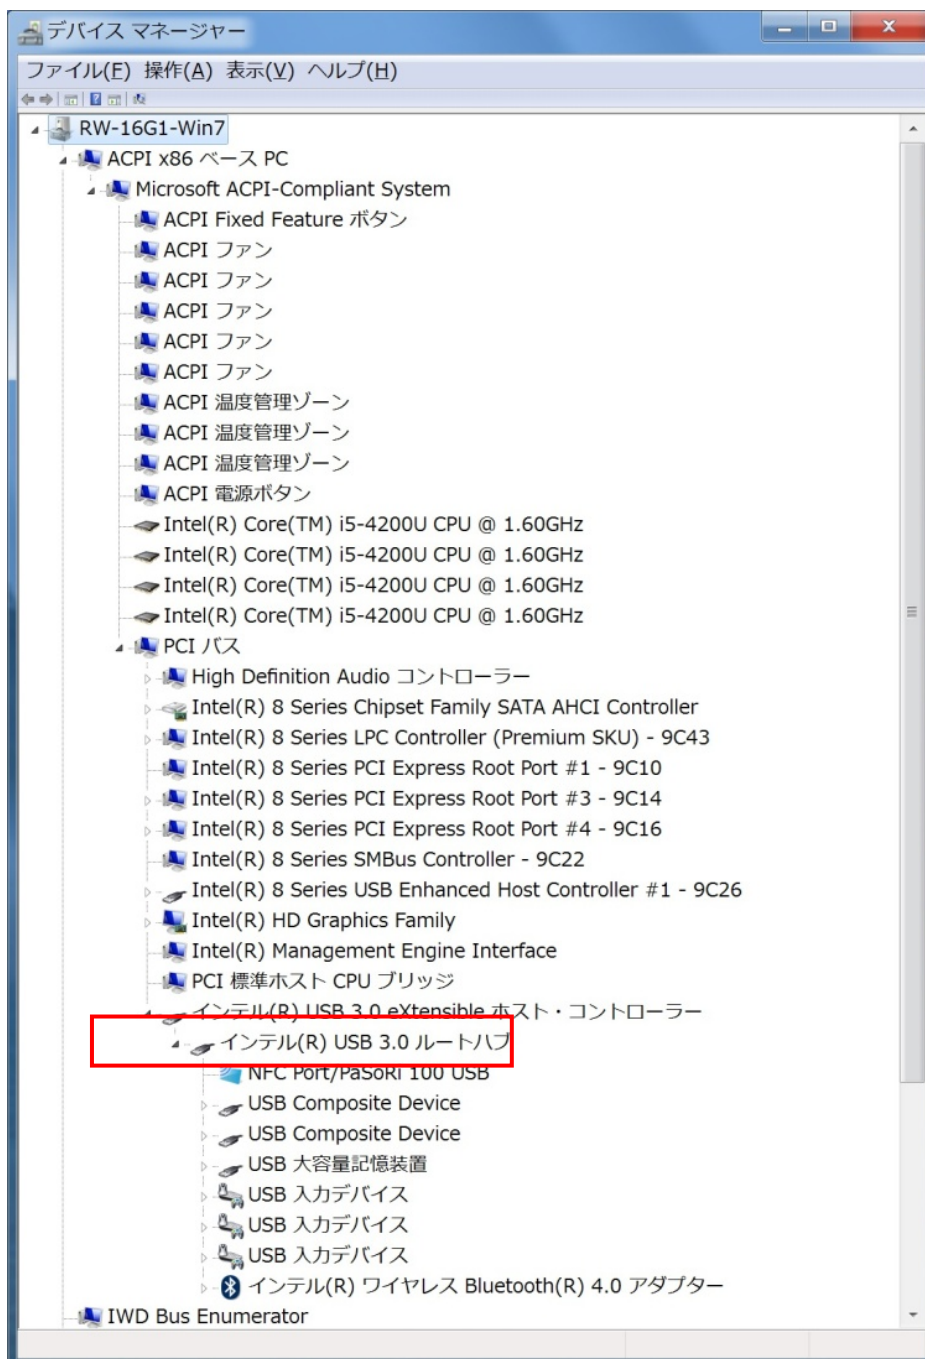 デバイス マネージャー
ファイル(F) 操作(A) 表示(V) ヘルプ(H)
RW-16G1-Win7
ACPI x86 ベース PC
Microsoft ACPI-Compliant System
ACPI Fixed Feature ボタン
ACPI ファン
ACPI ファン
ACPI ファン
ACPI ファン
ACPI ファン
ACPI 温度管理ゾーン
ACPI 温度管理ゾーン
ACPI 温度管理ゾーン
ACPI 電源ボタン
Intel(R) Core(TM) i5-4200U CPU @ 1.60GHz
Intel(R) Core(TM) i5-4200U CPU @ 1.60GHz
Intel(R) Core(TM) i5-4200U CPU @ 1.60GHz
Intel(R) Core(TM) i5-4200U CPU @ 1.60GHz
PCI バス
High Definition Audio コントローラー
Intel(R) 8 Series Chipset Family SATA AHCI Controller
Intel(R) 8 Series LPC Controller (Premium SKU) - 9C43
Intel(R) 8 Series PCI Express Root Port #1 - 9C10
Intel(R) 8 Series PCI Express Root Port #3 - 9C14
Intel(R) 8 Series PCI Express Root Port #4 - 9C16
Intel(R) 8 Series SMBus Controller - 9C22
Intel(R) 8 Series USB Enhanced Host Controller #1 - 9C26
Intel(R) HD Graphics Family
Intel(R) Management Engine Interface
PCI 標準ホスト CPU ブリッジ
インテル(R) USB 3.0 eXtensible ホスト・コントローラー
インテル(R) USB 3.0 ルートハブ
NFC Port/PaSoRi 100 USB
USB Composite Device
USB Composite Device
USB 大容量記憶装置
USB 入力デバイス
USB 入力デバイス
USB 入力デバイス
インテル(R) ワイヤレス Bluetooth(R) 4.0 アダプター
IWD Bus Enumerator